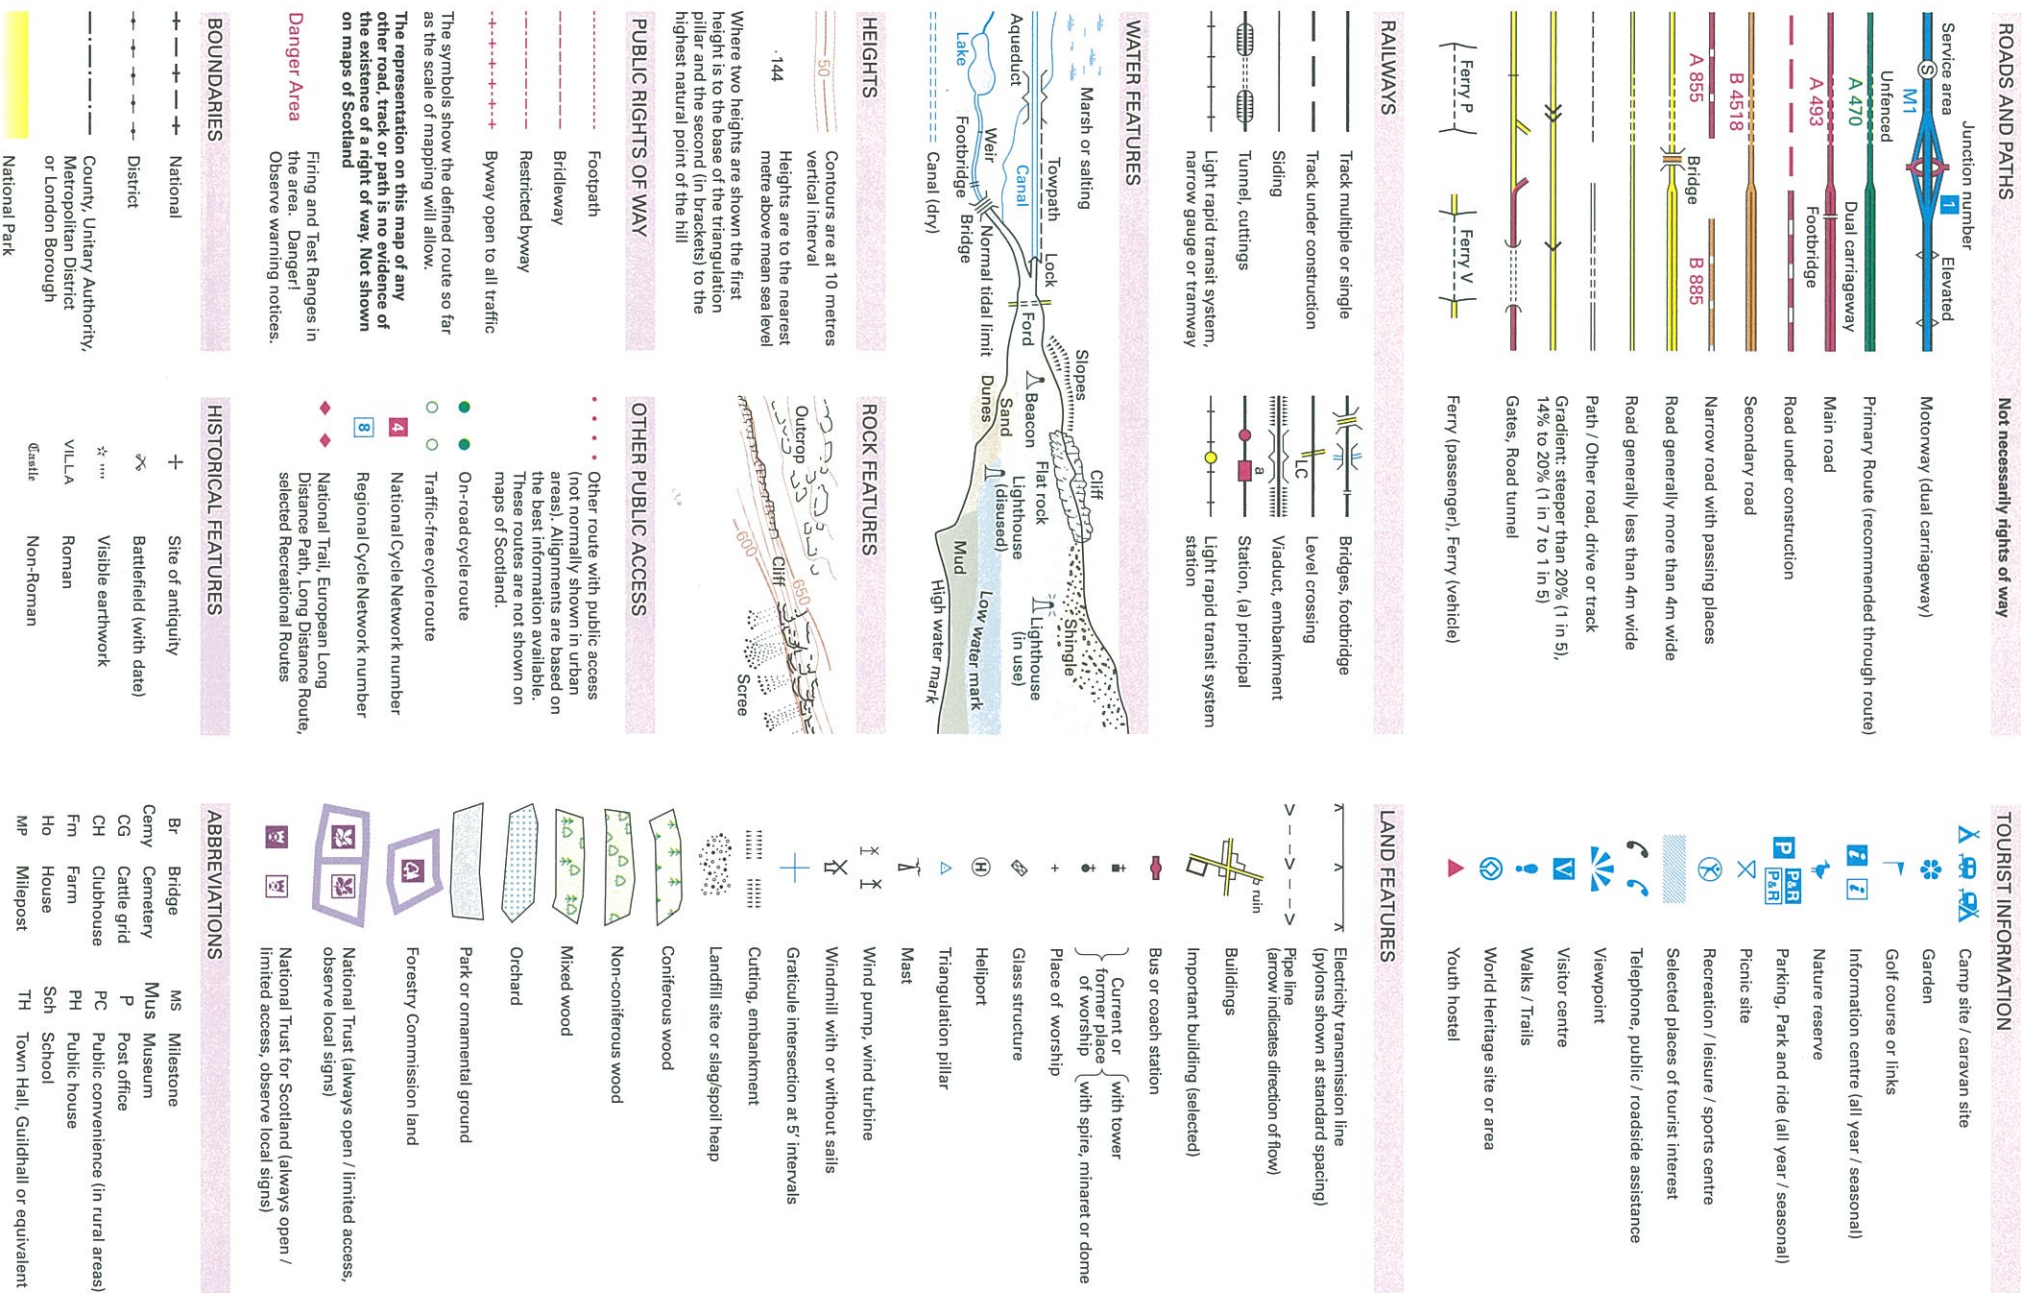 ROADS AND PATHS
Not necessarily rights of way
Junction number
Service area
S
M1
1
Elevated
Motorway (dual carriageway)
Unfenced
Dual carriageway
A 470
Primary Route (recommended through route)
Footbridge
A 493
Main road
Road under construction
B 4518
Secondary road
A 855
B 885
Narrow road with passing places
Bridge
Road generally more than 4m wide
Road generally less than 4m wide
Path / Other road, drive or track
Gradient: steeper than 20% (1 in 5),
14% to 20% (1 in 7 to 1 in 5)
Gates, Road tunnel
Ferry P
Ferry V
Ferry (passenger), Ferry (vehicle)
RAILWAYS
Track multiple or single
Track under construction
Siding
Tunnel, cuttings
Light rapid transit system,
narrow gauge or tramway
Bridges, footbridge
LC
Level crossing
Viaduct, embankment
a
Station, (a) principal
Light rapid transit system
station
WATER FEATURES
Marsh or salting
Towpath
Lock
Slopes
Cliff
Shingle
Aqueduct
Canal
Ford
Beacon
Flat rock
Lighthouse
(in use)
Lighthouse
(disused)
Weir
Normal tidal limit
Sand
Dunes
Low water mark
Lake
Footbridge
Bridge
Mud
High water mark
Canal (dry)
HEIGHTS
50
Contours are at 10 metres
vertical interval
·144
Heights are to the nearest
metre above mean sea level
Where two heights are shown the first
height is to the base of the triangulation
pillar and the second (in brackets) to the
highest natural point of the hill
ROCK FEATURES
Outcrop
Cliff
650
600
Scree
PUBLIC RIGHTS OF WAY
Footpath
Bridleway
Restricted byway
Byway open to all traffic
The symbols show the defined route so far
as the scale of mapping will allow.
The representation on this map of any
other road, track or path is no evidence of
the existence of a right of way. Not shown
on maps of Scotland
Danger Area
Firing and Test Ranges in
the area. Danger!
Observe warning notices.
OTHER PUBLIC ACCESS
Other route with public access
(not normally shown in urban
areas). Alignments are based on
the best information available.
These routes are not shown on
maps of Scotland.
On-road cycle route
Traffic-free cycle route
4
National Cycle Network number
8
Regional Cycle Network number
National Trail, European Long
Distance Path, Long Distance Route,
selected Recreational Routes
BOUNDARIES
National
District
County, Unitary Authority,
Metropolitan District
or London Borough
National Park
HISTORICAL FEATURES
Site of antiquity
Battlefield (with date)
Visible earthwork
VILLA
Roman
Castle
Non-Roman
TOURIST INFORMATION
Camp site / caravan site
Garden
Golf course or links
i
i
Information centre (all year / seasonal)
Nature reserve
P
P&R
P&R
Parking, Park and ride (all year / seasonal)
Picnic site
Recreation / leisure / sports centre
Selected places of tourist interest
Telephone, public / roadside assistance
Viewpoint
V
Visitor centre
Walks / Trails
World Heritage site or area
Youth hostel
LAND FEATURES
Electricity transmission line
(pylons shown at standard spacing)
Pipe line
(arrow indicates direction of flow)
ruin
Buildings
Important building (selected)
Bus or coach station
Current or
former place
of worship
with tower
with spire, minaret or dome
Place of worship
Glass structure
H
Heliport
Triangulation pillar
Mast
Wind pump, wind turbine
Windmill with or without sails
Graticule intersection at 5' intervals
Cutting, embankment
Landfill site or slag/spoil heap
Coniferous wood
Non-coniferous wood
Mixed wood
Orchard
Park or ornamental ground
Forestry Commission land
National Trust (always open / limited access,
observe local signs)
National Trust for Scotland (always open /
limited access, observe local signs)
ABBREVIATIONS
Br Bridge
Cemy Cemetery
CG Cattle grid
CH Clubhouse
Fm Farm
Ho House
MP Milepost
MS Milestone
Mus Museum
P Post office
PC Public convenience (in rural areas)
PH Public house
Sch School
TH Town Hall, Guildhall or equivalent